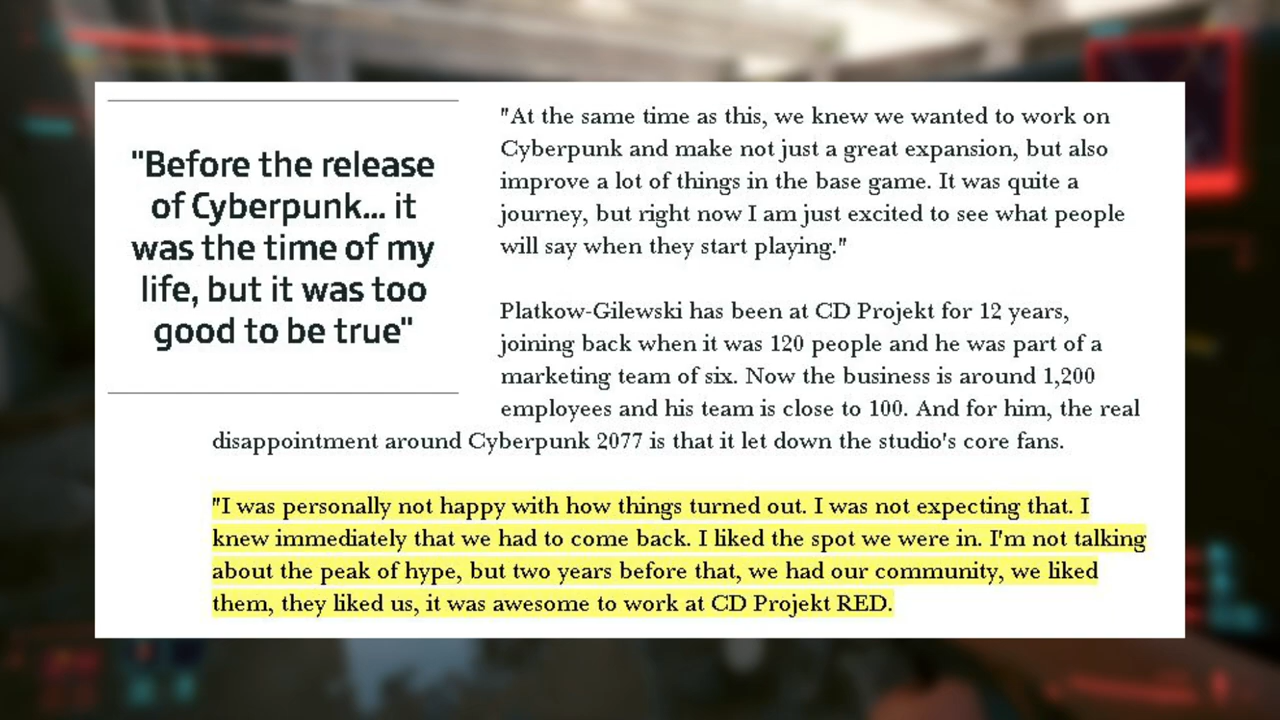 "Before the release
of Cyberpunk... it
was the time of my
life, but it was too
good to be true"
"At the same time as this, we knew we wanted to work on
Cyberpunk and make not just a great expansion, but also
improve a lot of things in the base game. It was quite a
journey, but right now I am just excited to see what people
will say when they start playing."
Platkow-Gilewski has been at CD Projekt for 12 years,
joining back when it was 120 people and he was part of a
marketing team of six. Now the business is around 1,200
employees and his team is close to 100. And for him, the real
disappointment around Cyberpunk 2077 is that it let down the studio's core fans.
"I was personally not happy with how things turned out. I was not expecting that. I
knew immediately that we had to come back. I liked the spot we were in. I'm not talking
about the peak of hype, but two years before that, we had our community, we liked
them, they liked us, it was awesome to work at CD Projekt RED.